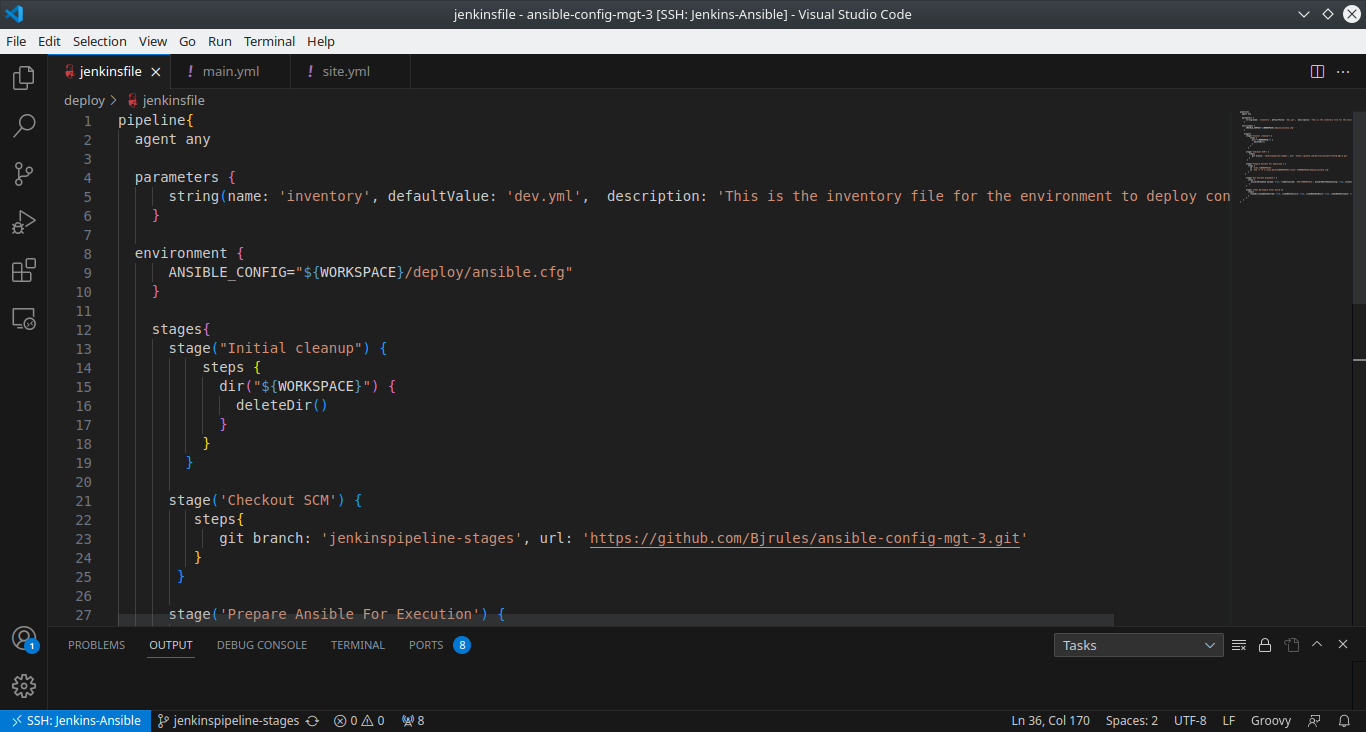 jenkinsfile - ansible-config-mgt-3 [SSH: Jenkins-Ansible] - Visual Studio Code
File Edit Selection View Go Run Terminal Help
jenkinsfile main.yml site.yml
deploy > jenkinsfile
1 pipeline{
2 agent any
3
4 parameters {
5 string(name: 'inventory', defaultValue: 'dev.yml',  description: 'This is the inventory file for the environment to deploy con
6 }
7
8 environment {
9 ANSIBLE_CONFIG="${WORKSPACE}/deploy/ansible.cfg"
10 }
11
12 stages{
13 stage("Initial cleanup") {
14 steps {
15 dir("${WORKSPACE}") {
16 deleteDir()
17 }
18 }
19 }
20
21 stage('Checkout SCM') {
22 steps{
23 git branch: 'jenkinspipeline-stages', url: 'https://github.com/Bjrules/ansible-config-mgt-3.git'
24 }
25 }
26
27 stage('Prepare Ansible For Execution') {
PROBLEMS OUTPUT DEBUG CONSOLE TERMINAL PORTS 8 Tasks
1
SSH: Jenkins-Ansible jenkinspipeline-stages 0 0 8 Ln 36, Col 170 Spaces: 2 UTF-8 LF Groovy